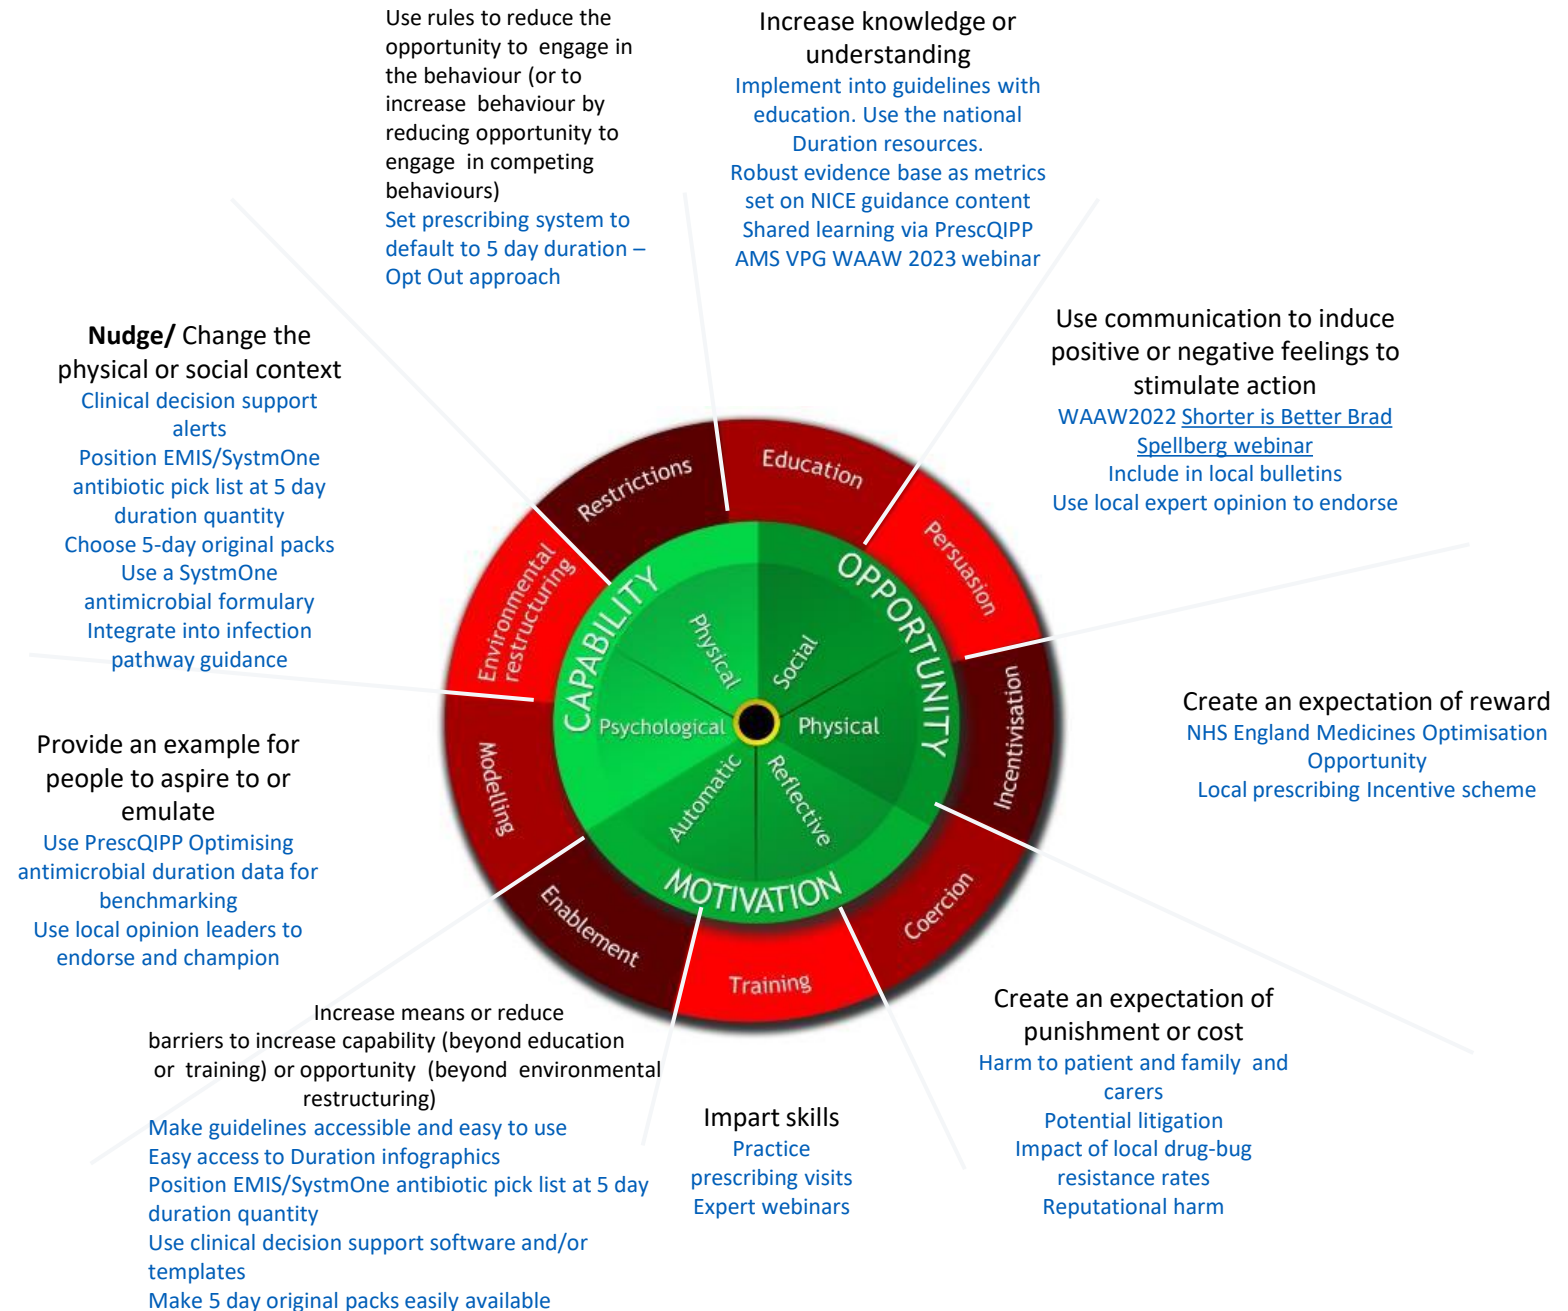 Use rules to reduce the
opportunity to engage in
the behaviour (or to
increase behaviour by
reducing opportunity to
engage in competing
behaviours)
Set prescribing system to
default to 5 day duration –
Opt Out approach
Increase knowledge or
understanding
Implement into guidelines with
education. Use the national
Duration resources.
Robust evidence base as metrics
set on NICE guidance content
Shared learning via PrescQIPP
AMS VPG WAAW 2023 webinar
Use communication to induce
positive or negative feelings to
stimulate action
WAAW2022 Shorter is Better Brad
Spellberg webinar
Include in local bulletins
Use local expert opinion to endorse
Nudge/ Change the
physical or social context
Clinical decision support
alerts
Position EMIS/SystmOne
antibiotic pick list at 5 day
duration quantity
Choose 5-day original packs
Use a SystmOne
antimicrobial formulary
Integrate into infection
pathway guidance
Restrictions
Education
Persuasion
Environmental
restructuring
Incentivisation
Modelling
Coercion
Enablement
Training
CAPABILITY
OPPORTUNITY
MOTIVATION
Physical
Social
Psychological
Physical
Automatic
Reflective
Create an expectation of reward
NHS England Medicines Optimisation
Opportunity
Local prescribing Incentive scheme
Provide an example for
people to aspire to or
emulate
Use PrescQIPP Optimising
antimicrobial duration data for
benchmarking
Use local opinion leaders to
endorse and champion
Increase means or reduce
barriers to increase capability (beyond education
or training) or opportunity (beyond environmental
restructuring)
Make guidelines accessible and easy to use
Easy access to Duration infographics
Position EMIS/SystmOne antibiotic pick list at 5 day
duration quantity
Use clinical decision support software and/or
templates
Make 5 day original packs easily available
Impart skills
Practice
prescribing visits
Expert webinars
Create an expectation of
punishment or cost
Harm to patient and family and
carers
Potential litigation
Impact of local drug-bug
resistance rates
Reputational harm